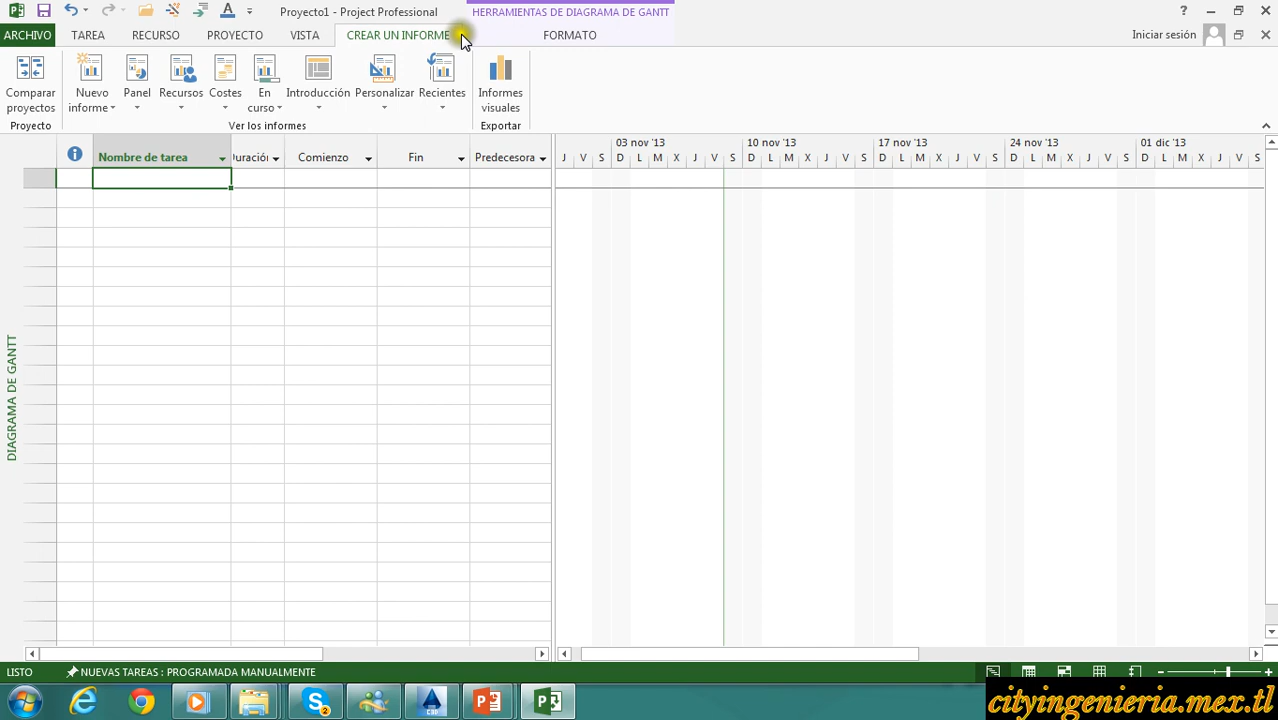 Proyecto1 - Project Professional
HERRAMIENTAS DE DIAGRAMA DE GANTT
?
ARCHIVO TAREA RECURSO PROYECTO VISTA CREAR UN INFORME FORMATO Iniciar sesión
Comparar proyectos
Nuevo informe
Panel
Recursos
Costes
En curso
Introducción
Personalizar
Recientes
Informes visuales
Proyecto Ver los informes Exportar
Nombre de tarea Duración Comienzo Fin Predecesora
03 nov '13 10 nov '13 17 nov '13 24 nov '13 01 dic '13
J V S D L M X J V S D L M X J V S D L M X J V S D L M X J V S D L M X J V S
DIAGRAMA DE GANTT
LISTO NUEVAS TAREAS : PROGRAMADA MANUALMENTE
cityingenieria.mex.tl